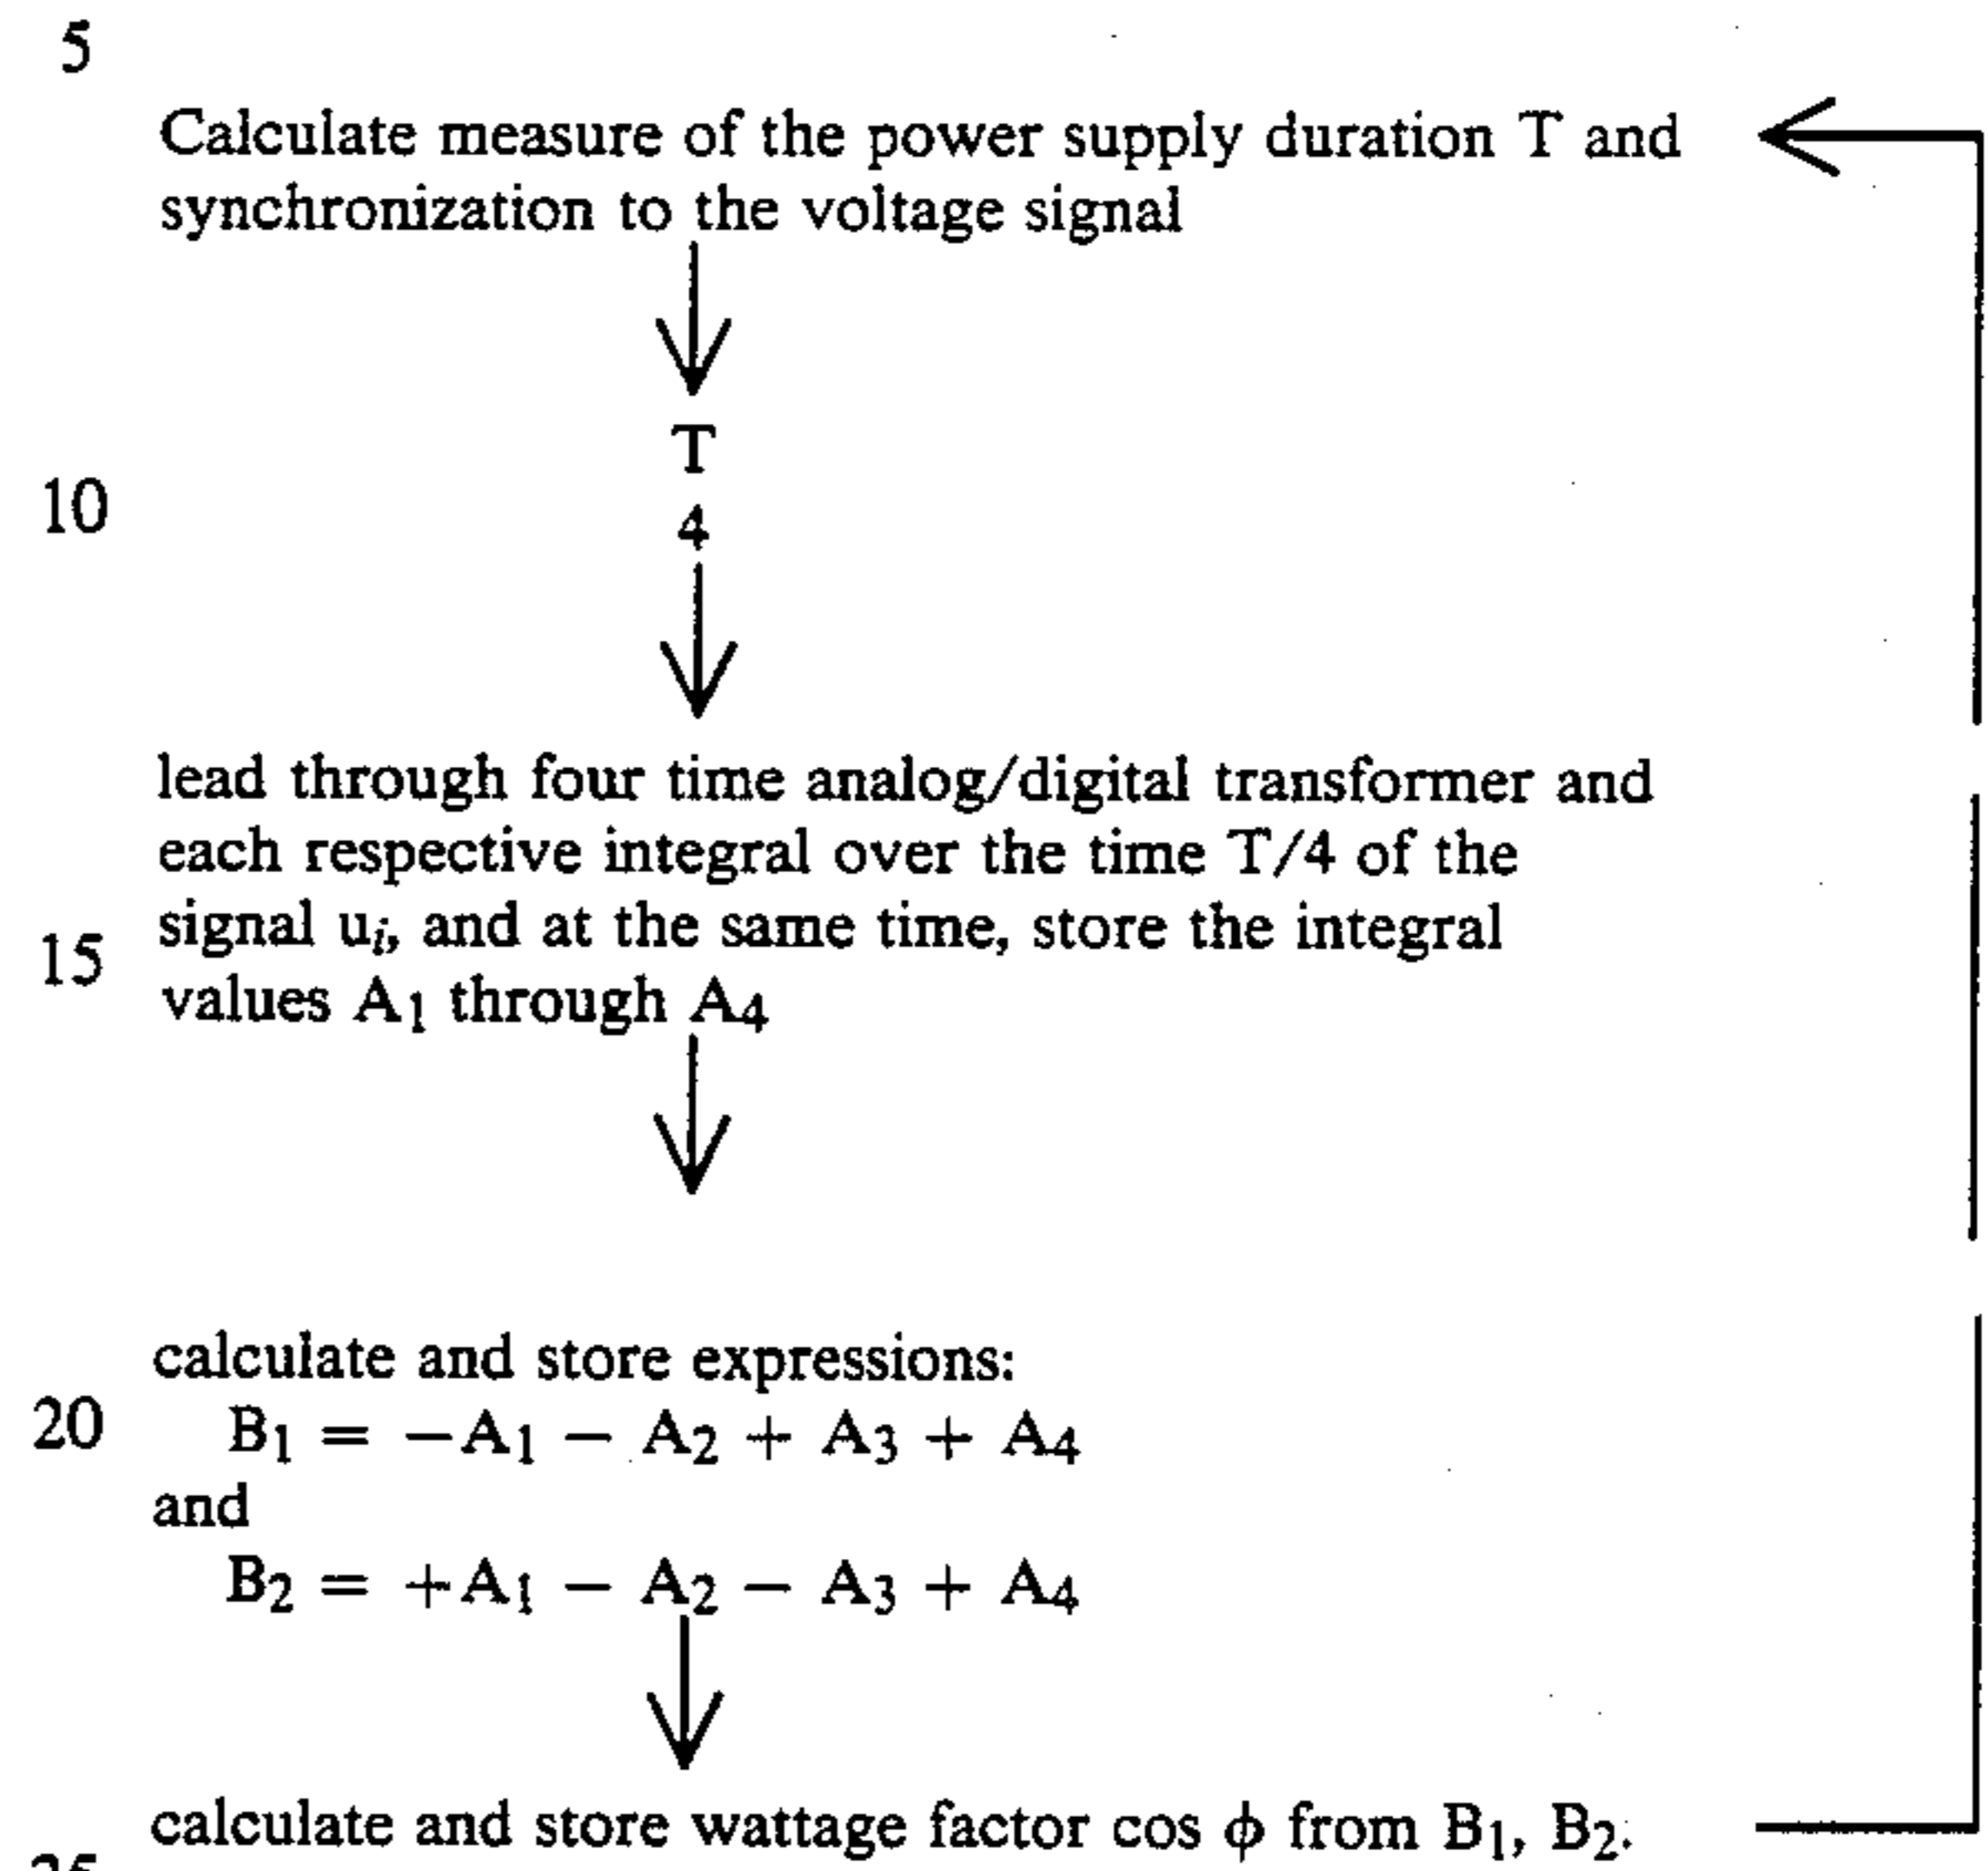 5
Calculate measure of the power supply duration T and
synchronization to the voltage signal
T
10
4
lead through four time analog/digital transformer and
each respective integral over the time T/4 of the
signal uᵢ, and at the same time, store the integral
15
values A₁ through A₄
calculate and store expressions:
20 B₁ = −A₁ − A₂ + A₃ + A₄
and
B₂ = +A₁ − A₂ − A₃ + A₄
calculate and store wattage factor cos ϕ from B₁, B₂.